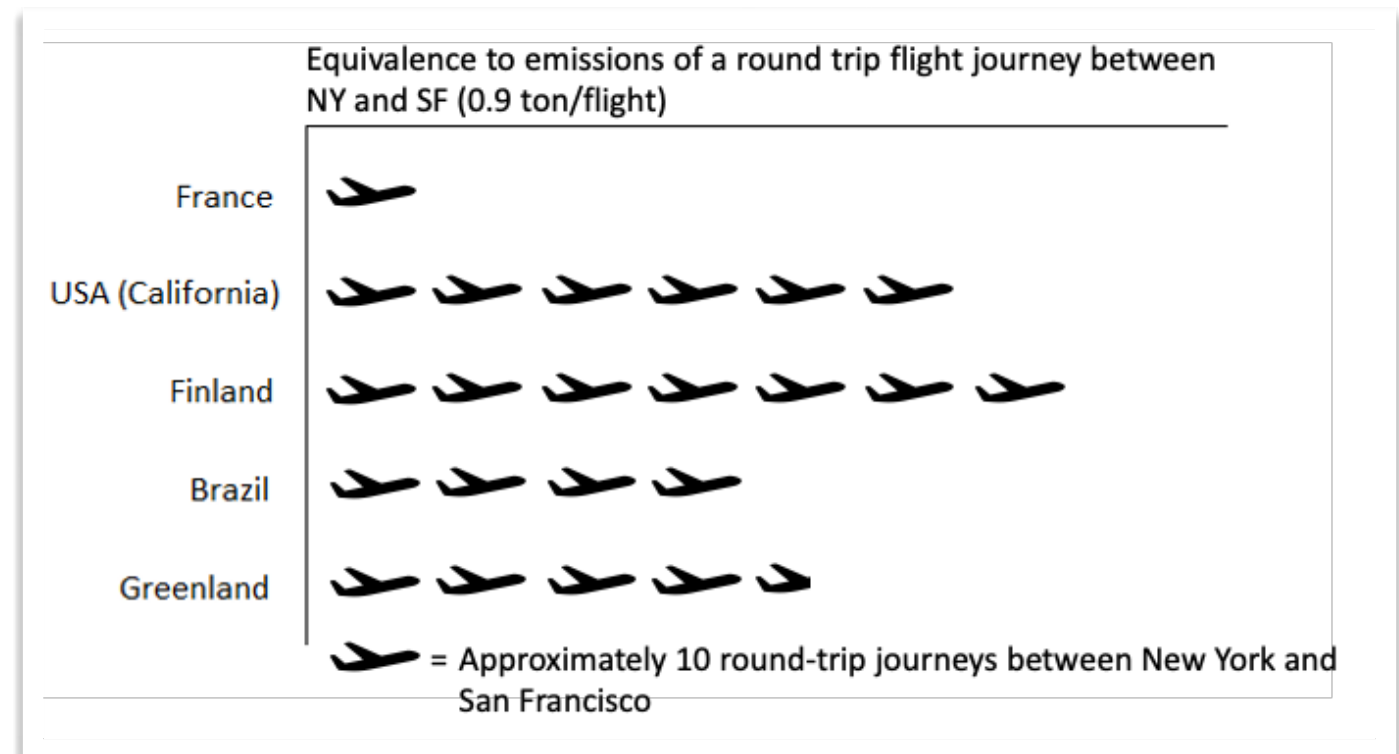 Equivalence to emissions of a round trip flight journey between
NY and SF (0.9 ton/flight)
France
USA (California)
Finland
Brazil
Greenland
= Approximately 10 round-trip journeys between New York and
San Francisco